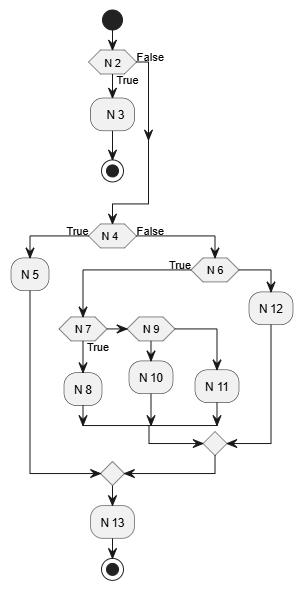 N 2
False
True
N 3
True
N 4
False
N 5
True
N 6
N 12
N 7
N 9
True
N 8
N 10
N 11
N 13